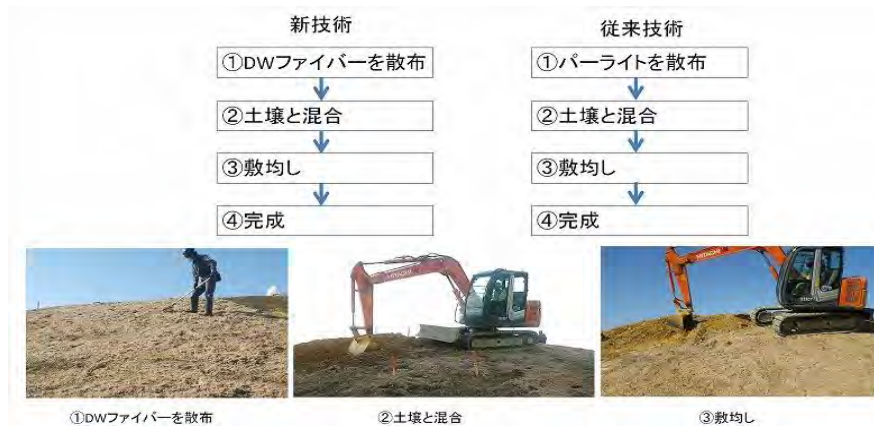 新技術
①DWファイバーを散布
②土壌と混合
③敷均し
④完成
従来技術
①パーライトを散布
②土壌と混合
③敷均し
④完成
HITACHI
HITACHI
①DWファイバーを散布
②土壌と混合
③敷均し